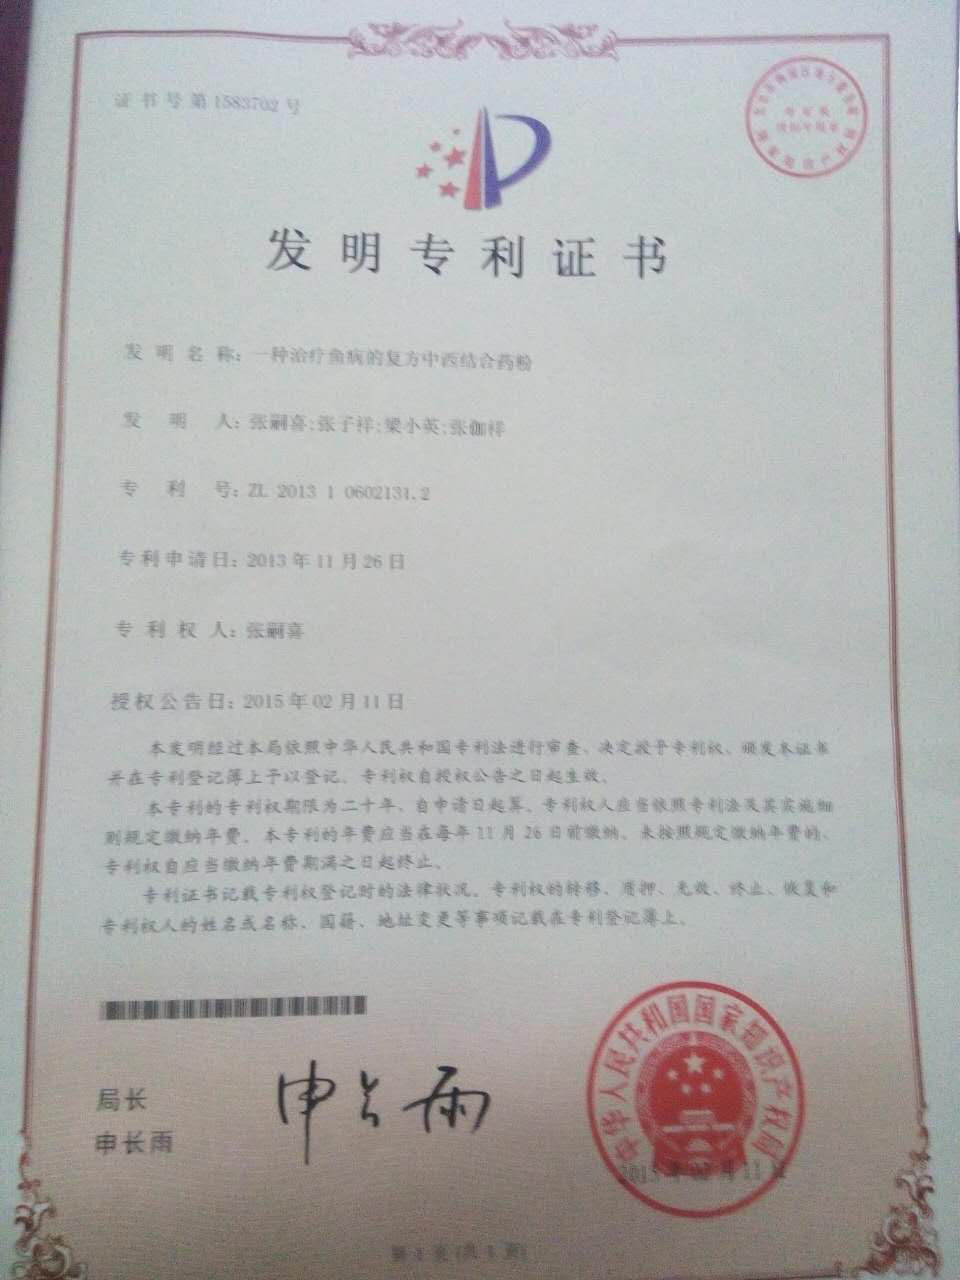 证书号第1583702号
发明专利证书
发明名称：一种治疗鱼病的复方中西结合药粉
发明人：张嗣喜;张子祥;梁小英;张伽祥
专利号：ZL 2013 1 0602131.2
专利申请日：2013年11月26日
专利权人：张嗣喜
授权公告日：2015年02月11日
本发明经过本局依照中华人民共和国专利法进行审查，决定授予专利权，颁发本证书
并在专利登记簿上予以登记。专利权自授权公告之日起生效。
本专利的专利权期限为二十年，自申请日起算。专利权人应当依照专利法及其实施细
则规定缴纳年费。本专利的年费应当在每年11月26日前缴纳。未按照规定缴纳年费的，
专利权自应当缴纳年费期满之日起终止。
专利证书记载专利权登记时的法律状况。专利权的转移、质押、无效、终止、恢复和
专利权人的姓名或名称、国籍、地址变更等事项记载在专利登记簿上。
局长
申长雨
申长雨
中华人民共和国国家知识产权局
2015年02月11日
第1页(共1页)